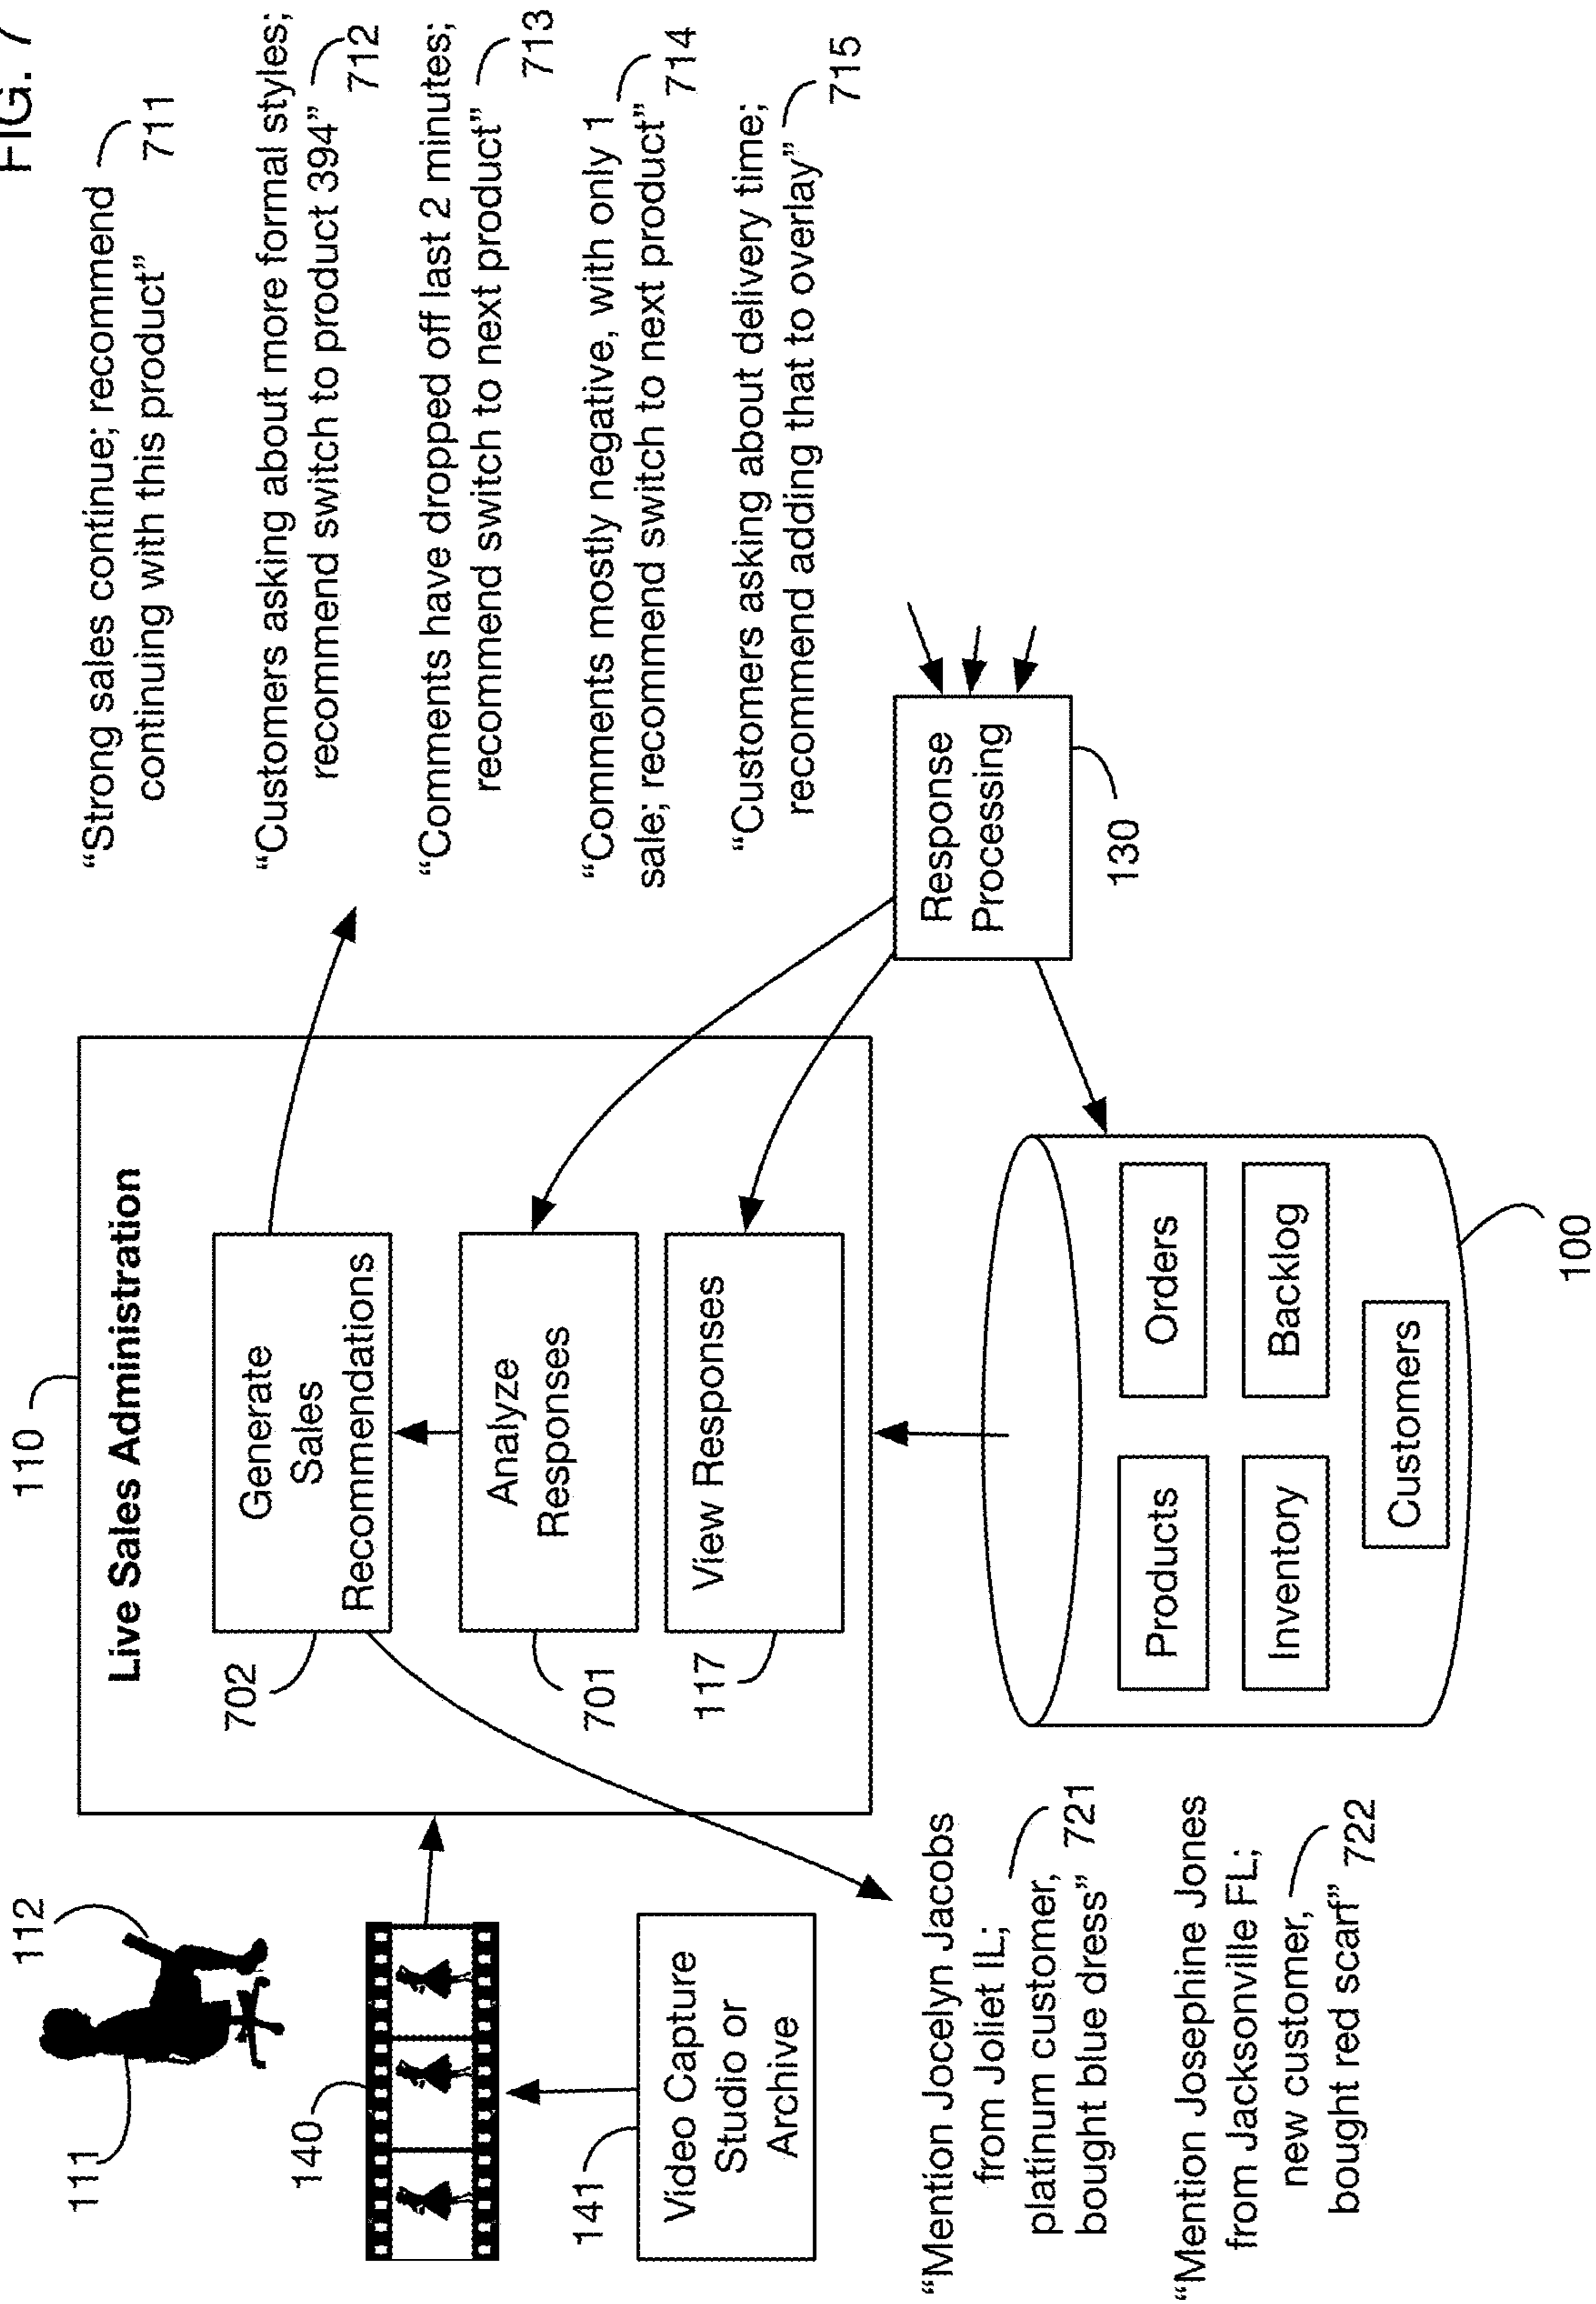 FIG. 7
110
Live Sales Administration
112
111
140
141
Video Capture
Studio or
Archive
702
Generate
Sales
Recommendations
701
Analyze
Responses
117
View Responses
“Strong sales continue; recommend
continuing with this product”
711
“Customers asking about more formal styles;
recommend switch to product 394”
712
“Comments have dropped off last 2 minutes;
recommend switch to next product”
713
“Comments mostly negative, with only 1
sale; recommend switch to next product”
714
“Customers asking about delivery time;
recommend adding that to overlay”
715
Response
Processing
130
“Mention Jocelyn Jacobs
from Joliet IL;
platinum customer,
bought blue dress”
721
“Mention Josephine Jones
from Jacksonville FL;
new customer,
bought red scarf”
722
Products
Orders
Inventory
Backlog
Customers
100